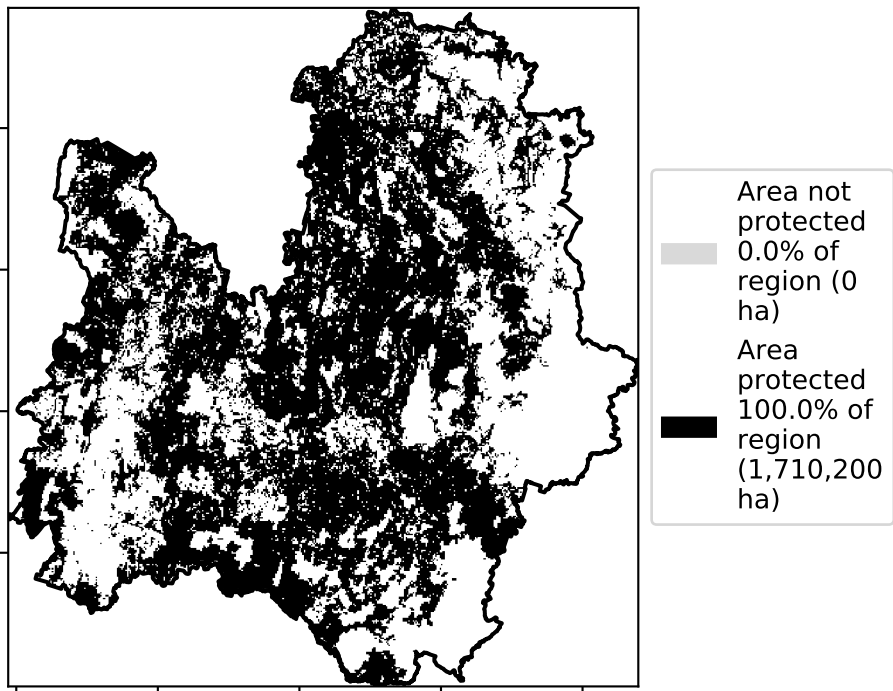 Area not
protected
0.0% of
region (0
ha)
Area
protected
100.0% of
region
(1,710,200
ha)